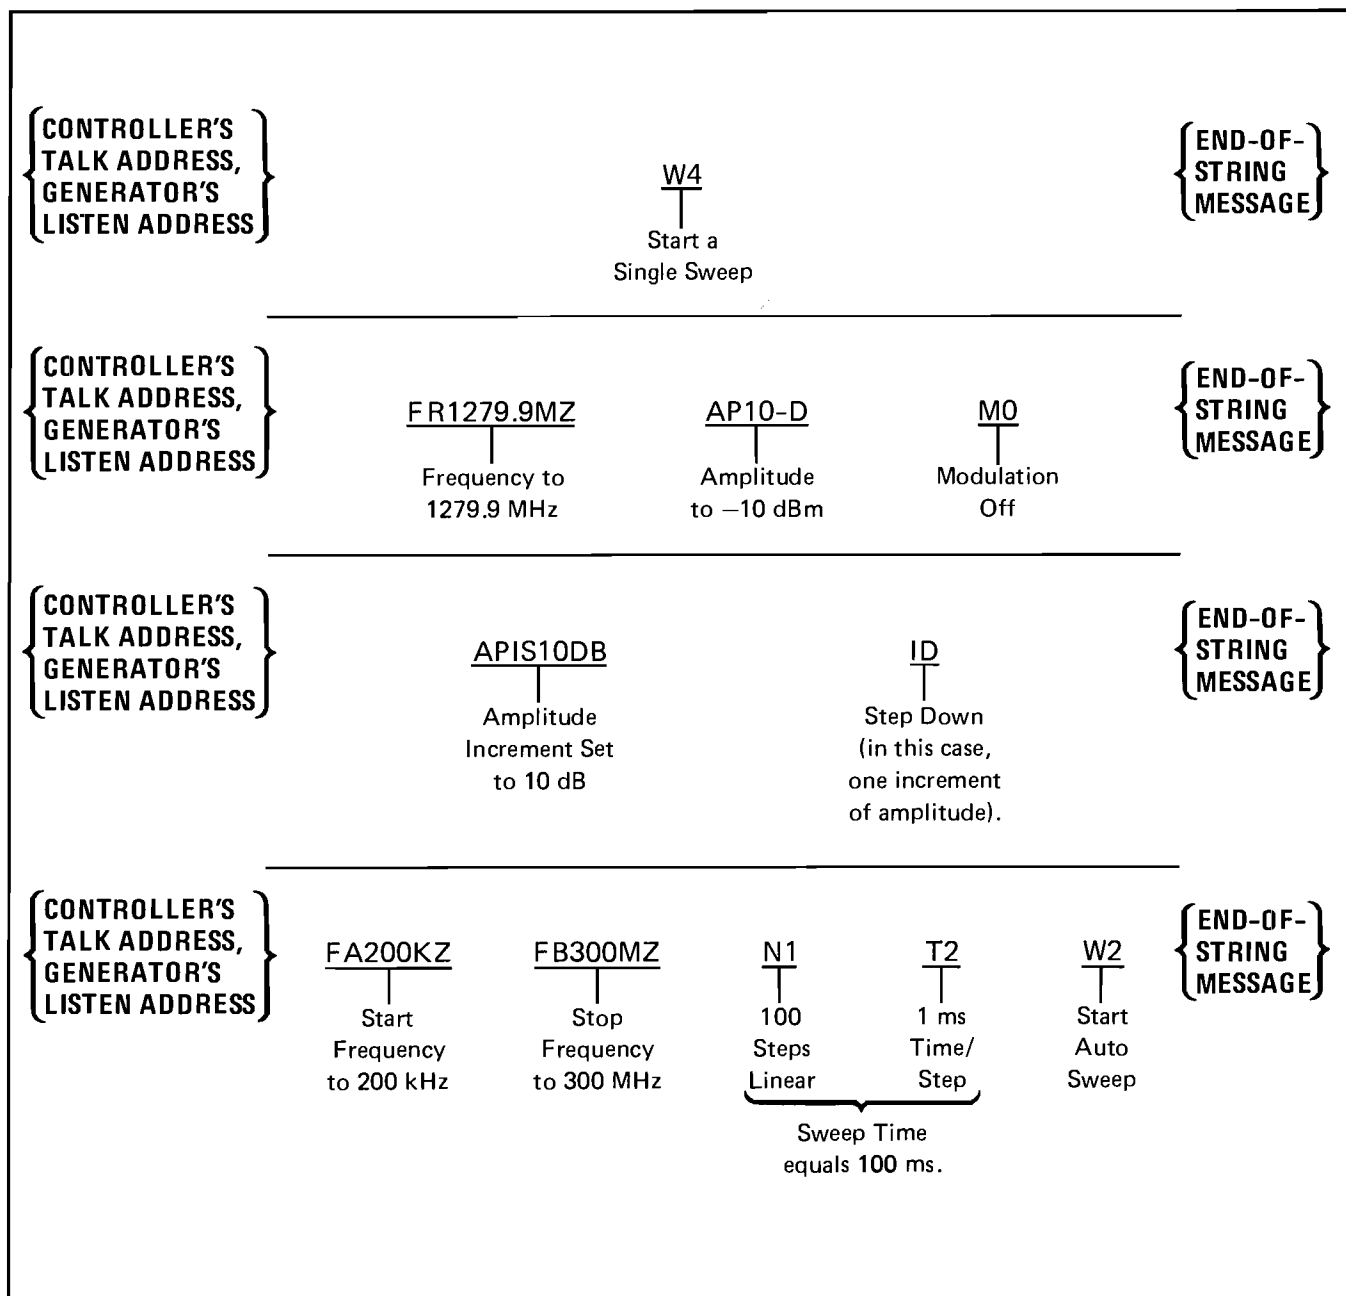 CONTROLLER'S
TALK ADDRESS,
GENERATOR'S
LISTEN ADDRESS
W4
Start a
Single Sweep
END-OF-
STRING
MESSAGE
CONTROLLER'S
TALK ADDRESS,
GENERATOR'S
LISTEN ADDRESS
FR1279.9MZ
Frequency to
1279.9 MHz
AP10-D
Amplitude
to −10 dBm
M0
Modulation
Off
END-OF-
STRING
MESSAGE
CONTROLLER'S
TALK ADDRESS,
GENERATOR'S
LISTEN ADDRESS
APIS10DB
Amplitude
Increment Set
to 10 dB
ID
Step Down
(in this case,
one increment
of amplitude).
END-OF-
STRING
MESSAGE
CONTROLLER'S
TALK ADDRESS,
GENERATOR'S
LISTEN ADDRESS
FA200KZ
Start
Frequency
to 200 kHz
FB300MZ
Stop
Frequency
to 300 MHz
N1
100
Steps
Linear
T2
1 ms
Time/
Step
Sweep Time
equals 100 ms.
W2
Start
Auto
Sweep
END-OF-
STRING
MESSAGE